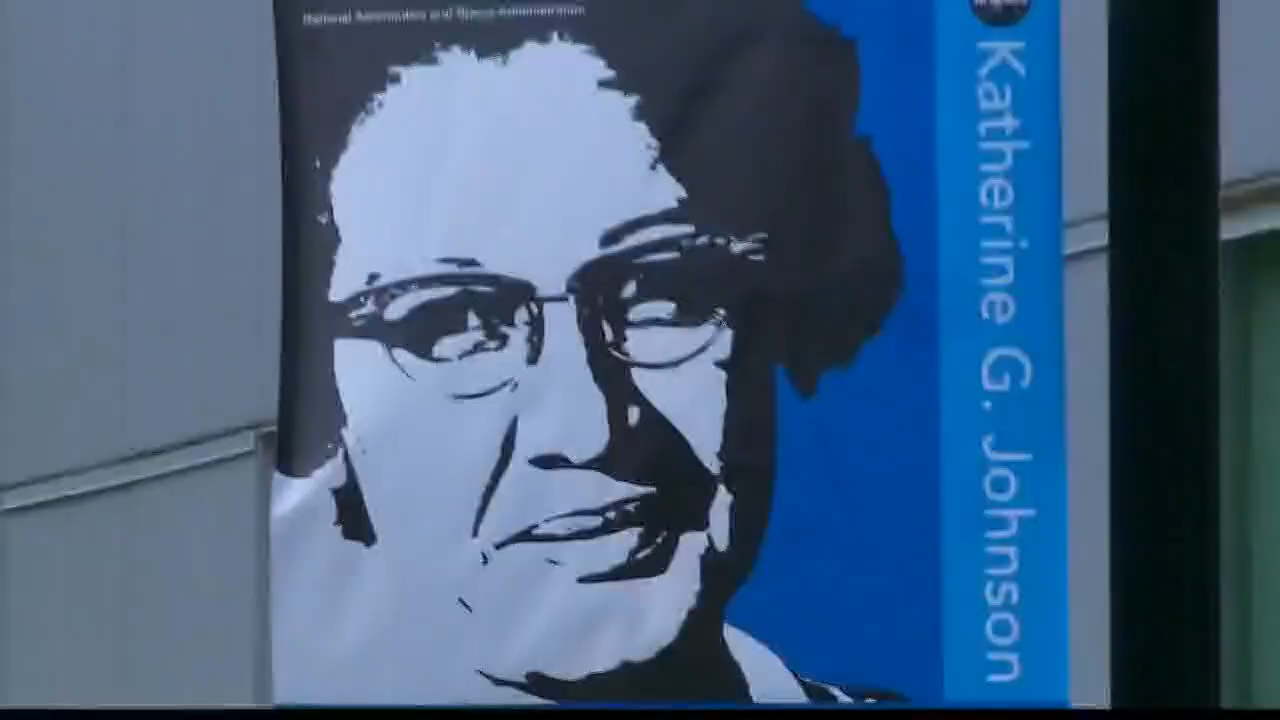 National Aeronautics and Space Administration
Katherine G. Johnson